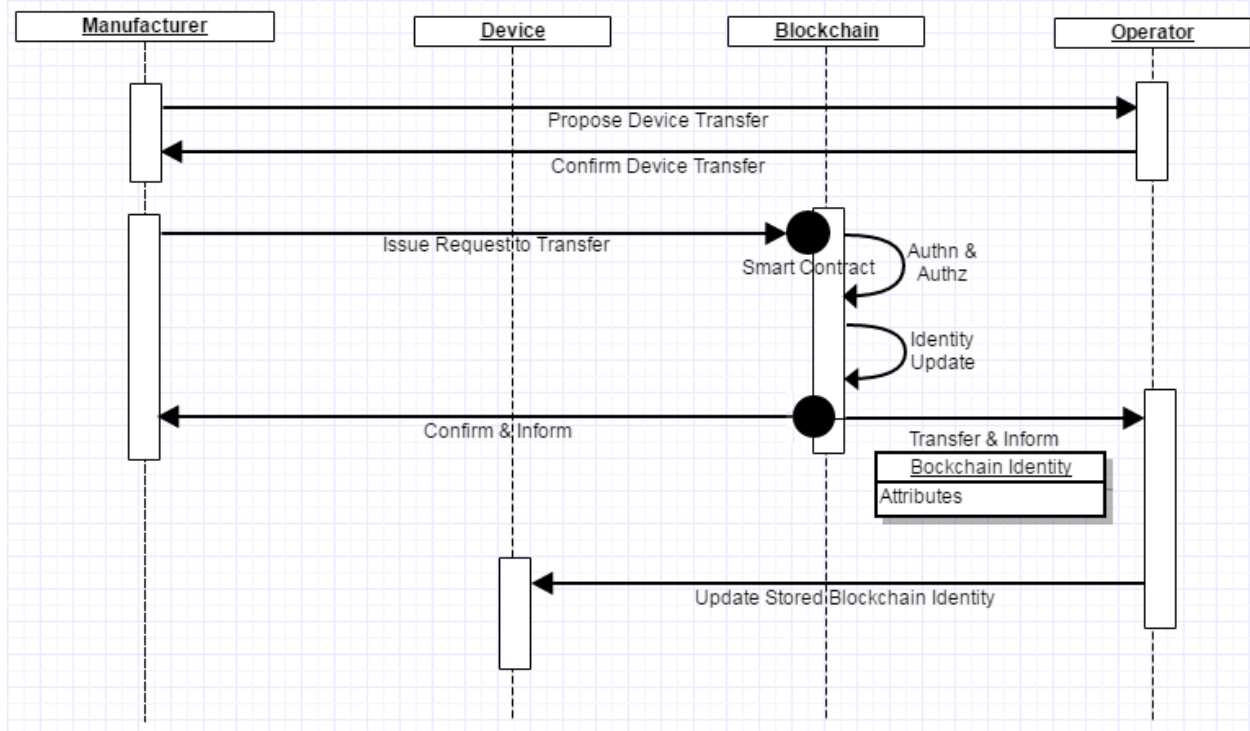 Manufacturer
Device
Blockchain
Operator
Propose Device Transfer
Confirm Device Transfer
Issue Request to Transfer
Smart Contract
Authn &
Authz
Identity
Update
Confirm & Inform
Transfer & Inform
Bockchain Identity
Attributes
Update Stored Blockchain Identity